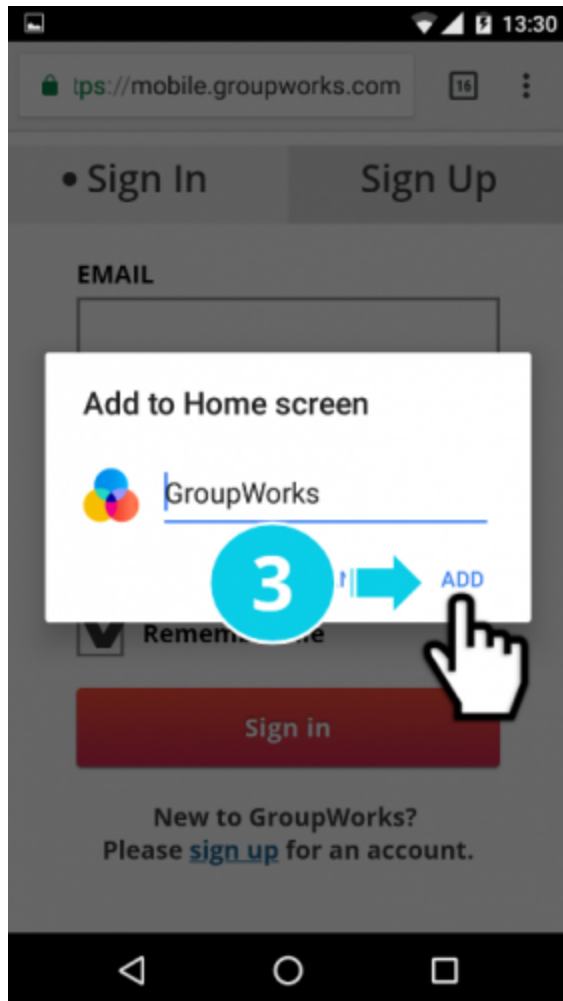 13:30
tps://mobile.groupworks.com
16
• Sign In
Sign Up
EMAIL
Add to Home screen
GroupWorks
3
ADD
Sign in
New to GroupWorks?
Please sign up for an account.